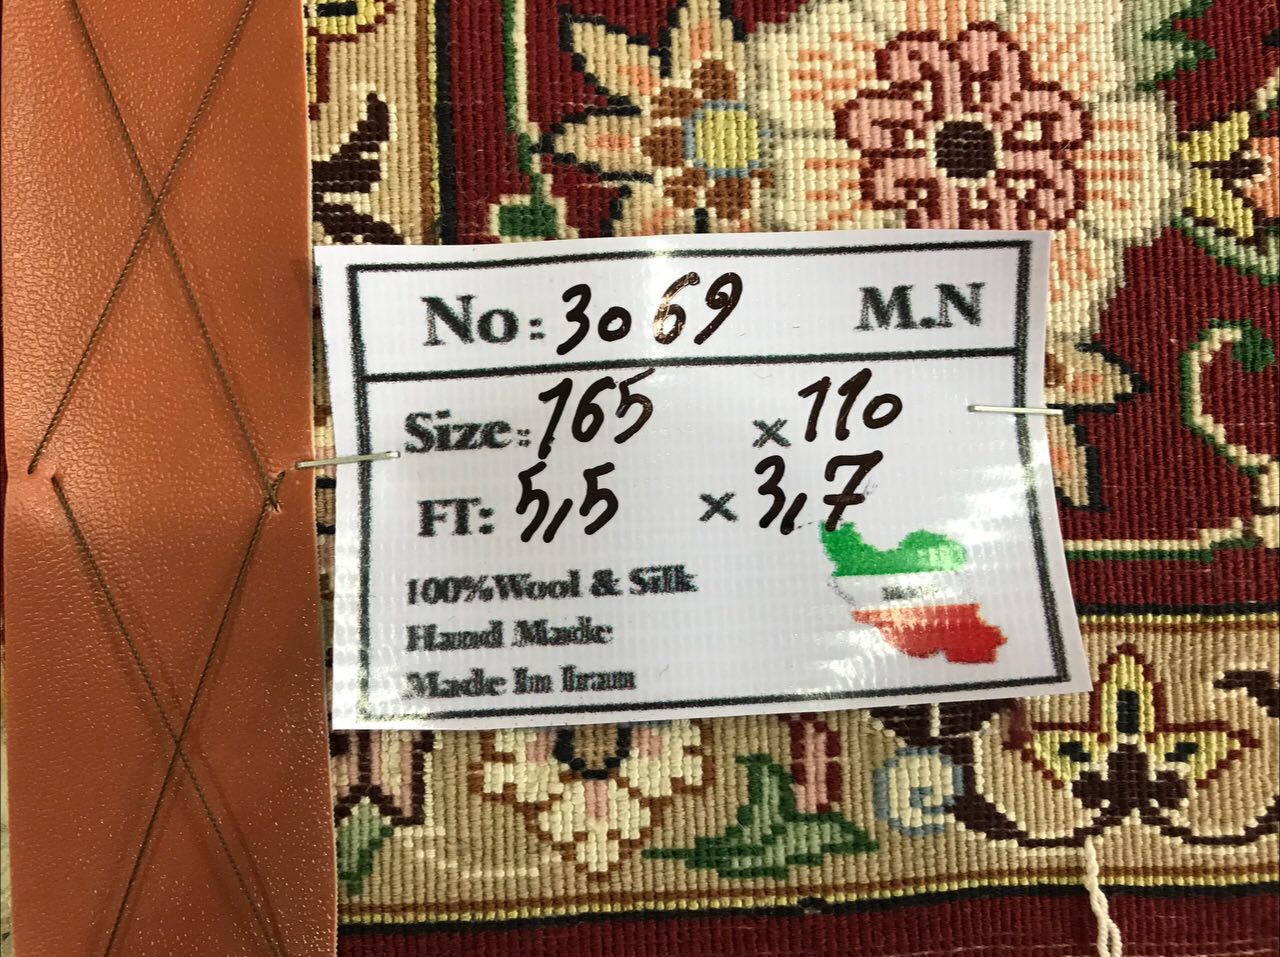 No: 3069 M.N
Size: 165 x 110
FT: 5,5 x 3,7
100%Wool & Silk
Hand Made
Made In Iran